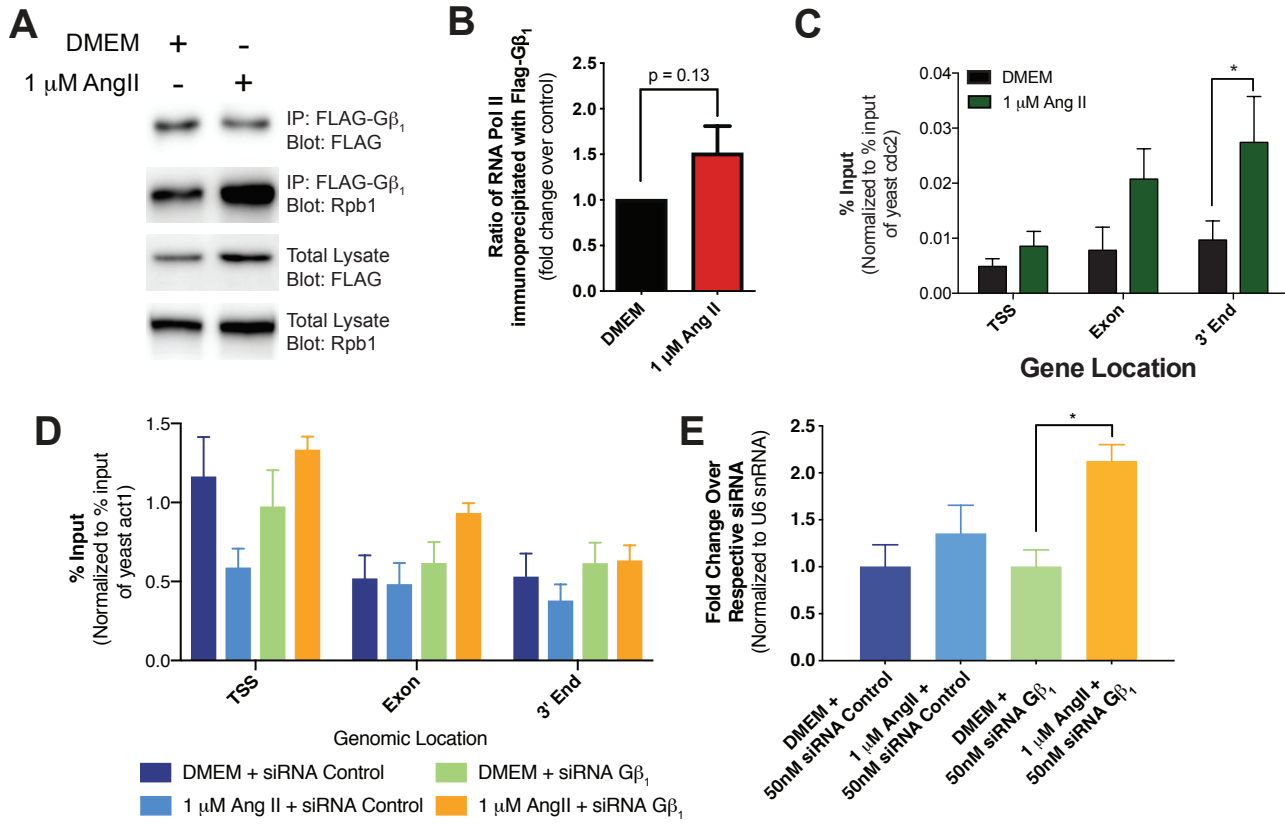 A
DMEM + -
1 μM AngII - +
IP: FLAG-Gβ₁
Blot: FLAG
IP: FLAG-Gβ₁
Blot: Rpb1
Total Lysate
Blot: FLAG
Total Lysate
Blot: Rpb1
B
Ratio of RNA Pol II
immunoprecipitated with Flag-Gβ₁
(fold change over control)
p = 0.13
2.5
2.0
1.5
1.0
0.5
0.0
DMEM
1 μM Ang II
C
% Input
(Normalized to % input
of yeast cdc2)
DMEM
1 μM Ang II
*
0.04
0.03
0.02
0.01
0.00
TSS
Exon
3' End
Gene Location
D
% Input
(Normalized to % input
of yeast act1)
1.5
1.0
0.5
0.0
TSS
Exon
3' End
Genomic Location
DMEM + siRNA Control
DMEM + siRNA Gβ₁
1 μM Ang II + siRNA Control
1 μM AngII + siRNA Gβ₁
E
Fold Change Over
Respective siRNA
(Normalized to U6 snRNA)
*
2.5
2.0
1.5
1.0
0.5
0.0
DMEM +
50nM siRNA Control
1 μM AngII +
50nM siRNA Control
DMEM +
50nM siRNA Gβ₁
1 μM AngII +
50nM siRNA Gβ₁